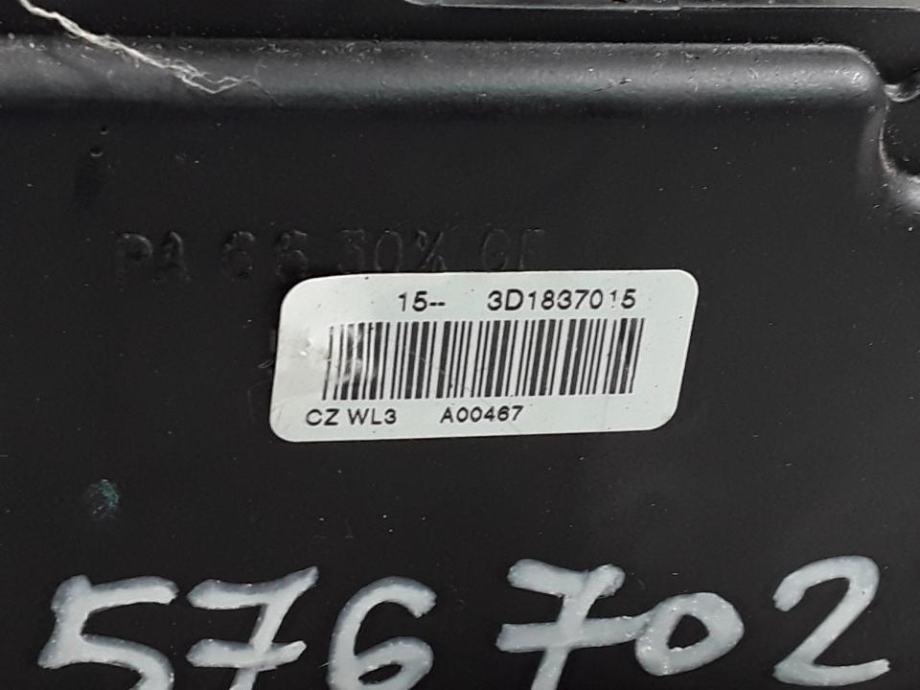 PA 66 30% GF
15-- 3D1837015
CZ WL3 A00467
576702